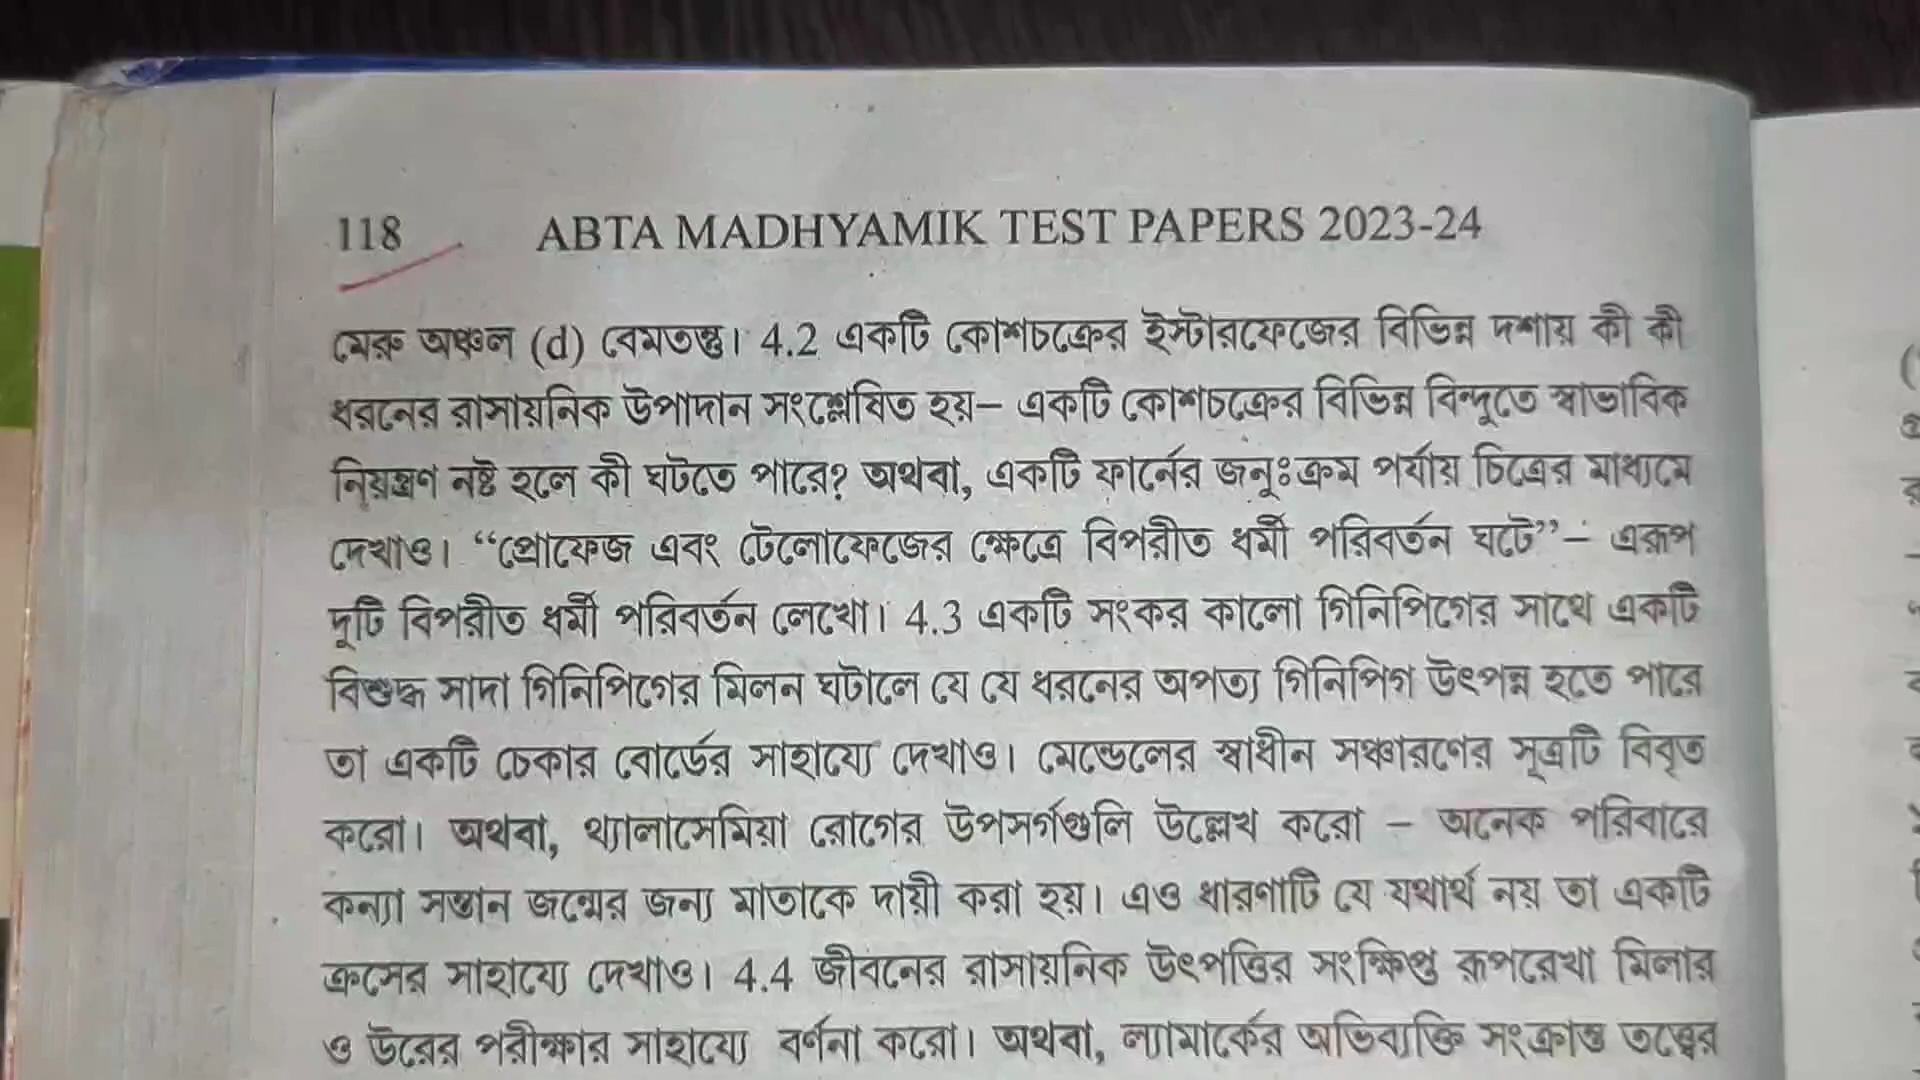 118 ABTA MADHYAMIK TEST PAPERS 2023-24
মেরু অঞ্চল (d) বেমতন্তু। 4.2 একটি কোশচক্রের ইন্টারফেজের বিভিন্ন দশায় কী কী
ধরনের রাসায়নিক উপাদান সংশ্লেষিত হয়– একটি কোশচক্রের বিভিন্ন বিন্দুতে স্বাভাবিক
নিয়ন্ত্রণ নষ্ট হলে কী ঘটতে পারে? অথবা, একটি ফার্নের জনুঃক্রম পর্যায় চিত্রের মাধ্যমে
দেখাও। “প্রোফেজ এবং টেলোফেজের ক্ষেত্রে বিপরীত ধর্মী পরিবর্তন ঘটে”– এরূপ
দুটি বিপরীত ধর্মী পরিবর্তন লেখো। 4.3 একটি সংকর কালো গিনিপিগের সাথে একটি
বিশুদ্ধ সাদা গিনিপিগের মিলন ঘটালে যে যে ধরনের অপত্য গিনিপিগ উৎপন্ন হতে পারে
তা একটি চেকার বোর্ডের সাহায্যে দেখাও। মেন্ডেলের স্বাধীন সঞ্চারণের সূত্রটি বিবৃত
করো। অথবা, থ্যালাসেমিয়া রোগের উপসর্গগুলি উল্লেখ করো – অনেক পরিবারে
কন্যা সন্তান জন্মের জন্য মাতাকে দায়ী করা হয়। এও ধারণাটি যে যথার্থ নয় তা একটি
ক্রসের সাহায্যে দেখাও। 4.4 জীবনের রাসায়নিক উৎপত্তির সংক্ষিপ্ত রূপরেখা মিলার
ও উরের পরীক্ষার সাহায্যে বর্ণনা করো। অথবা, ল্যামার্কের অভিব্যক্তি সংক্রান্ত তত্ত্বের